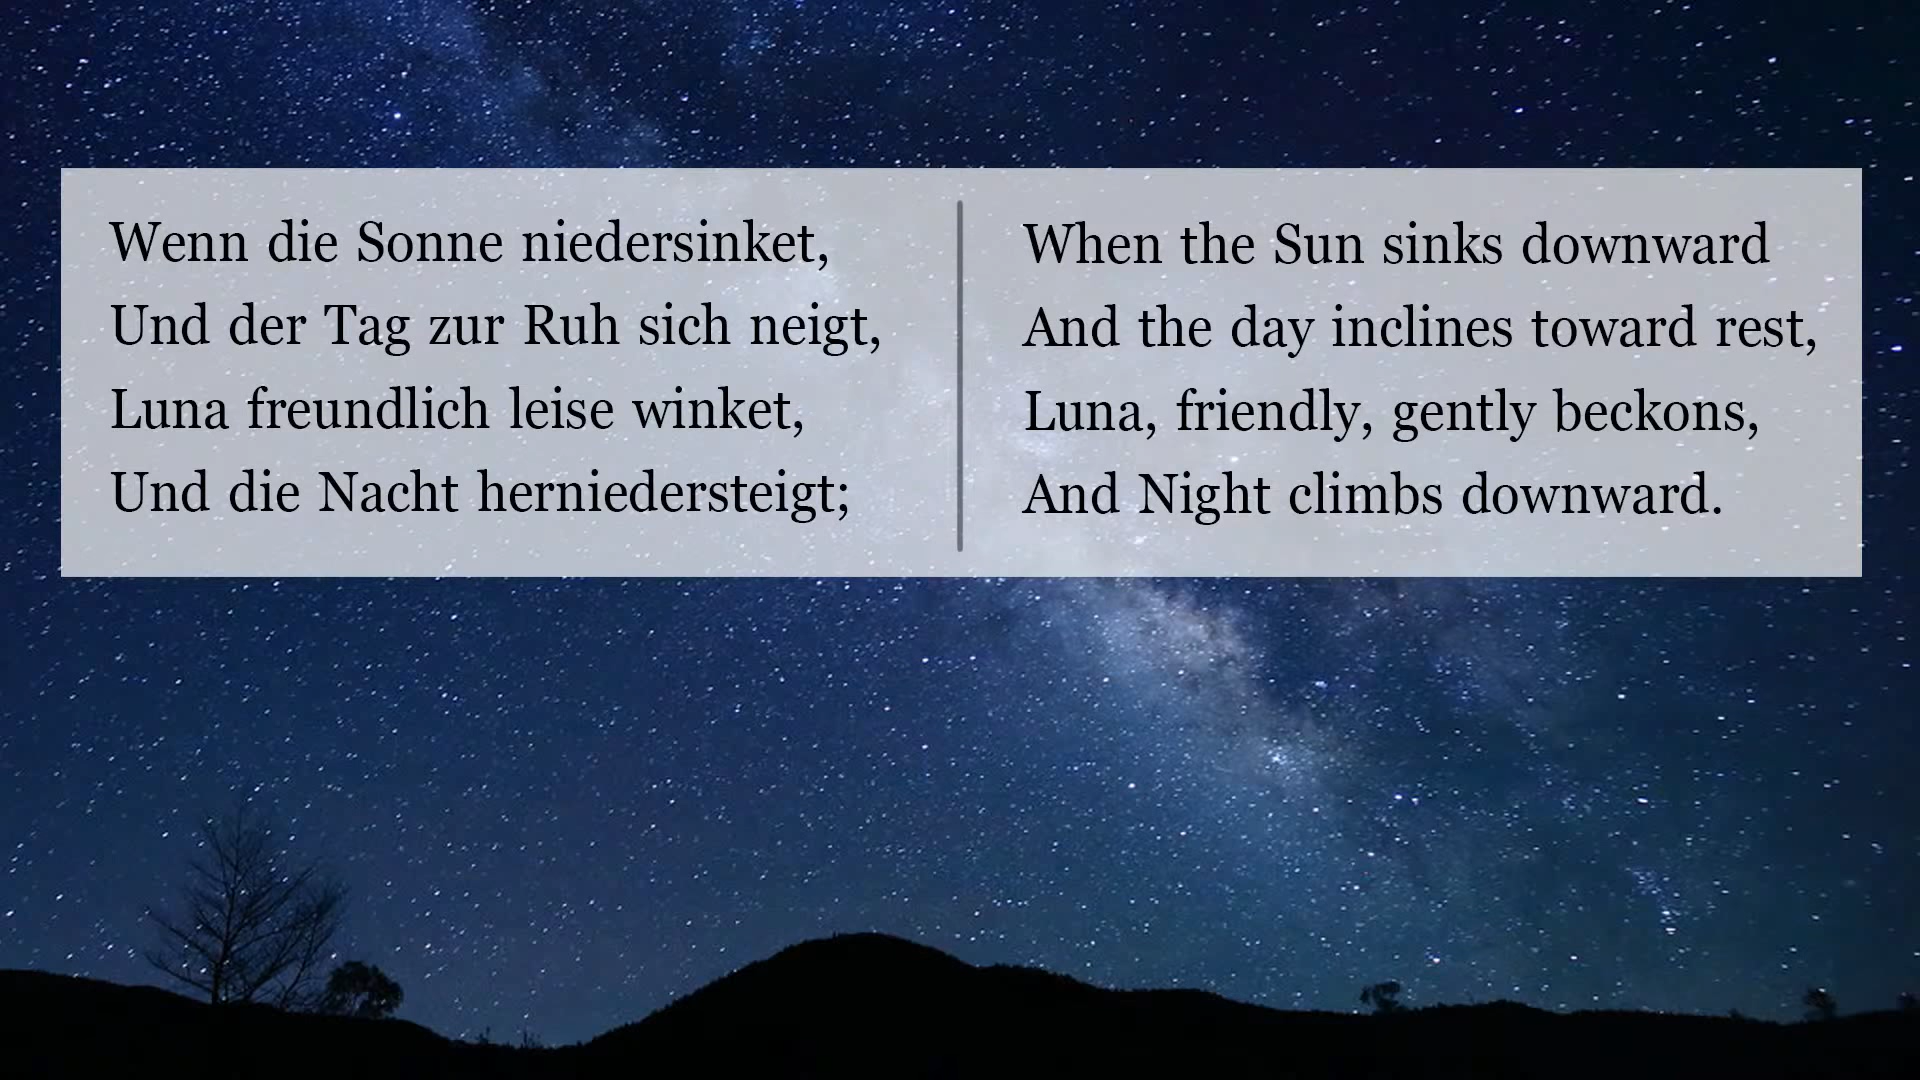 Wenn die Sonne niedersinket,
Und der Tag zur Ruh sich neigt,
Luna freundlich leise winket,
Und die Nacht herniedersteigt;
When the Sun sinks downward
And the day inclines toward rest,
Luna, friendly, gently beckons,
And Night climbs downward.